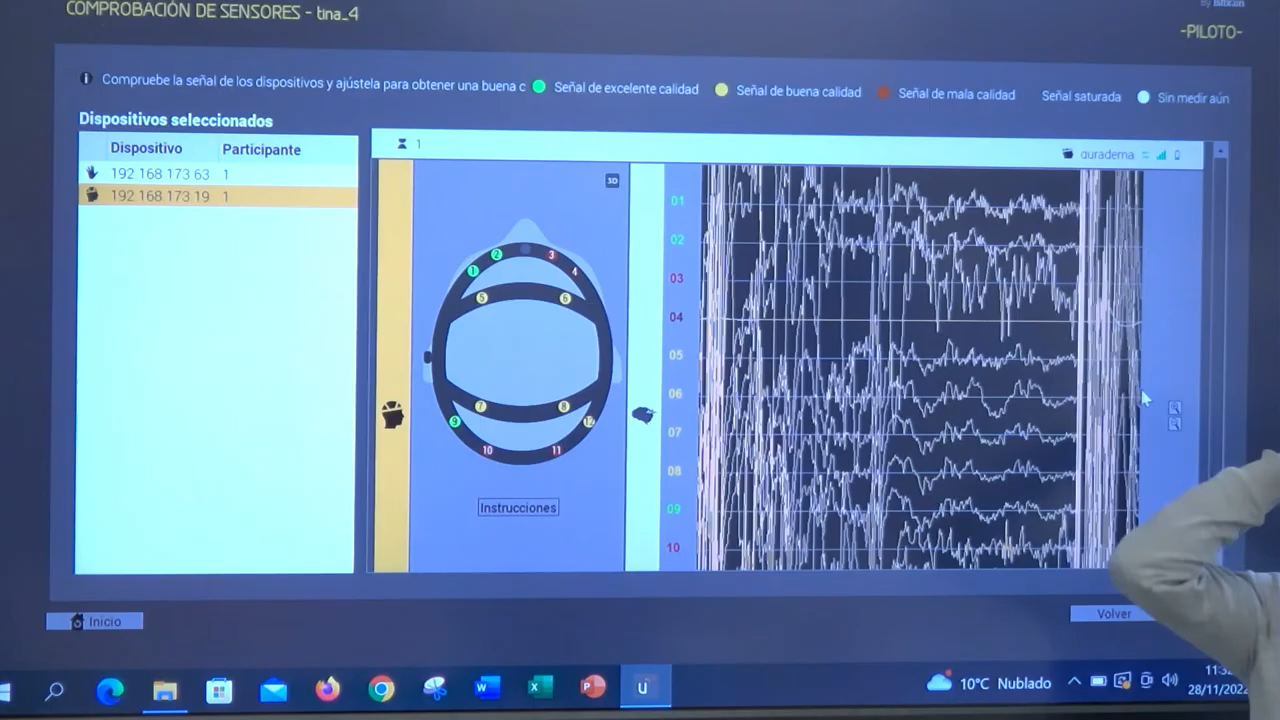 COMPROBACIÓN DE SENSORES - tina_4
By Bitbrain
-PILOTO-
Compruebe la señal de los dispositivos y ajústela para obtener una buena c
Señal de excelente calidad
Señal de buena calidad
Señal de mala calidad
Señal saturada
Sin medir aún
Dispositivos seleccionados
Dispositivo Participante
192 168 173 63 1
192 168 173 19 1
1
auradema
3D
2 3
1 4
5 6
7 8
9 12
10 11
Instrucciones
01
02
03
04
05
06
07
08
09
10
Inicio
Volver
10°C Nublado
28/11/202